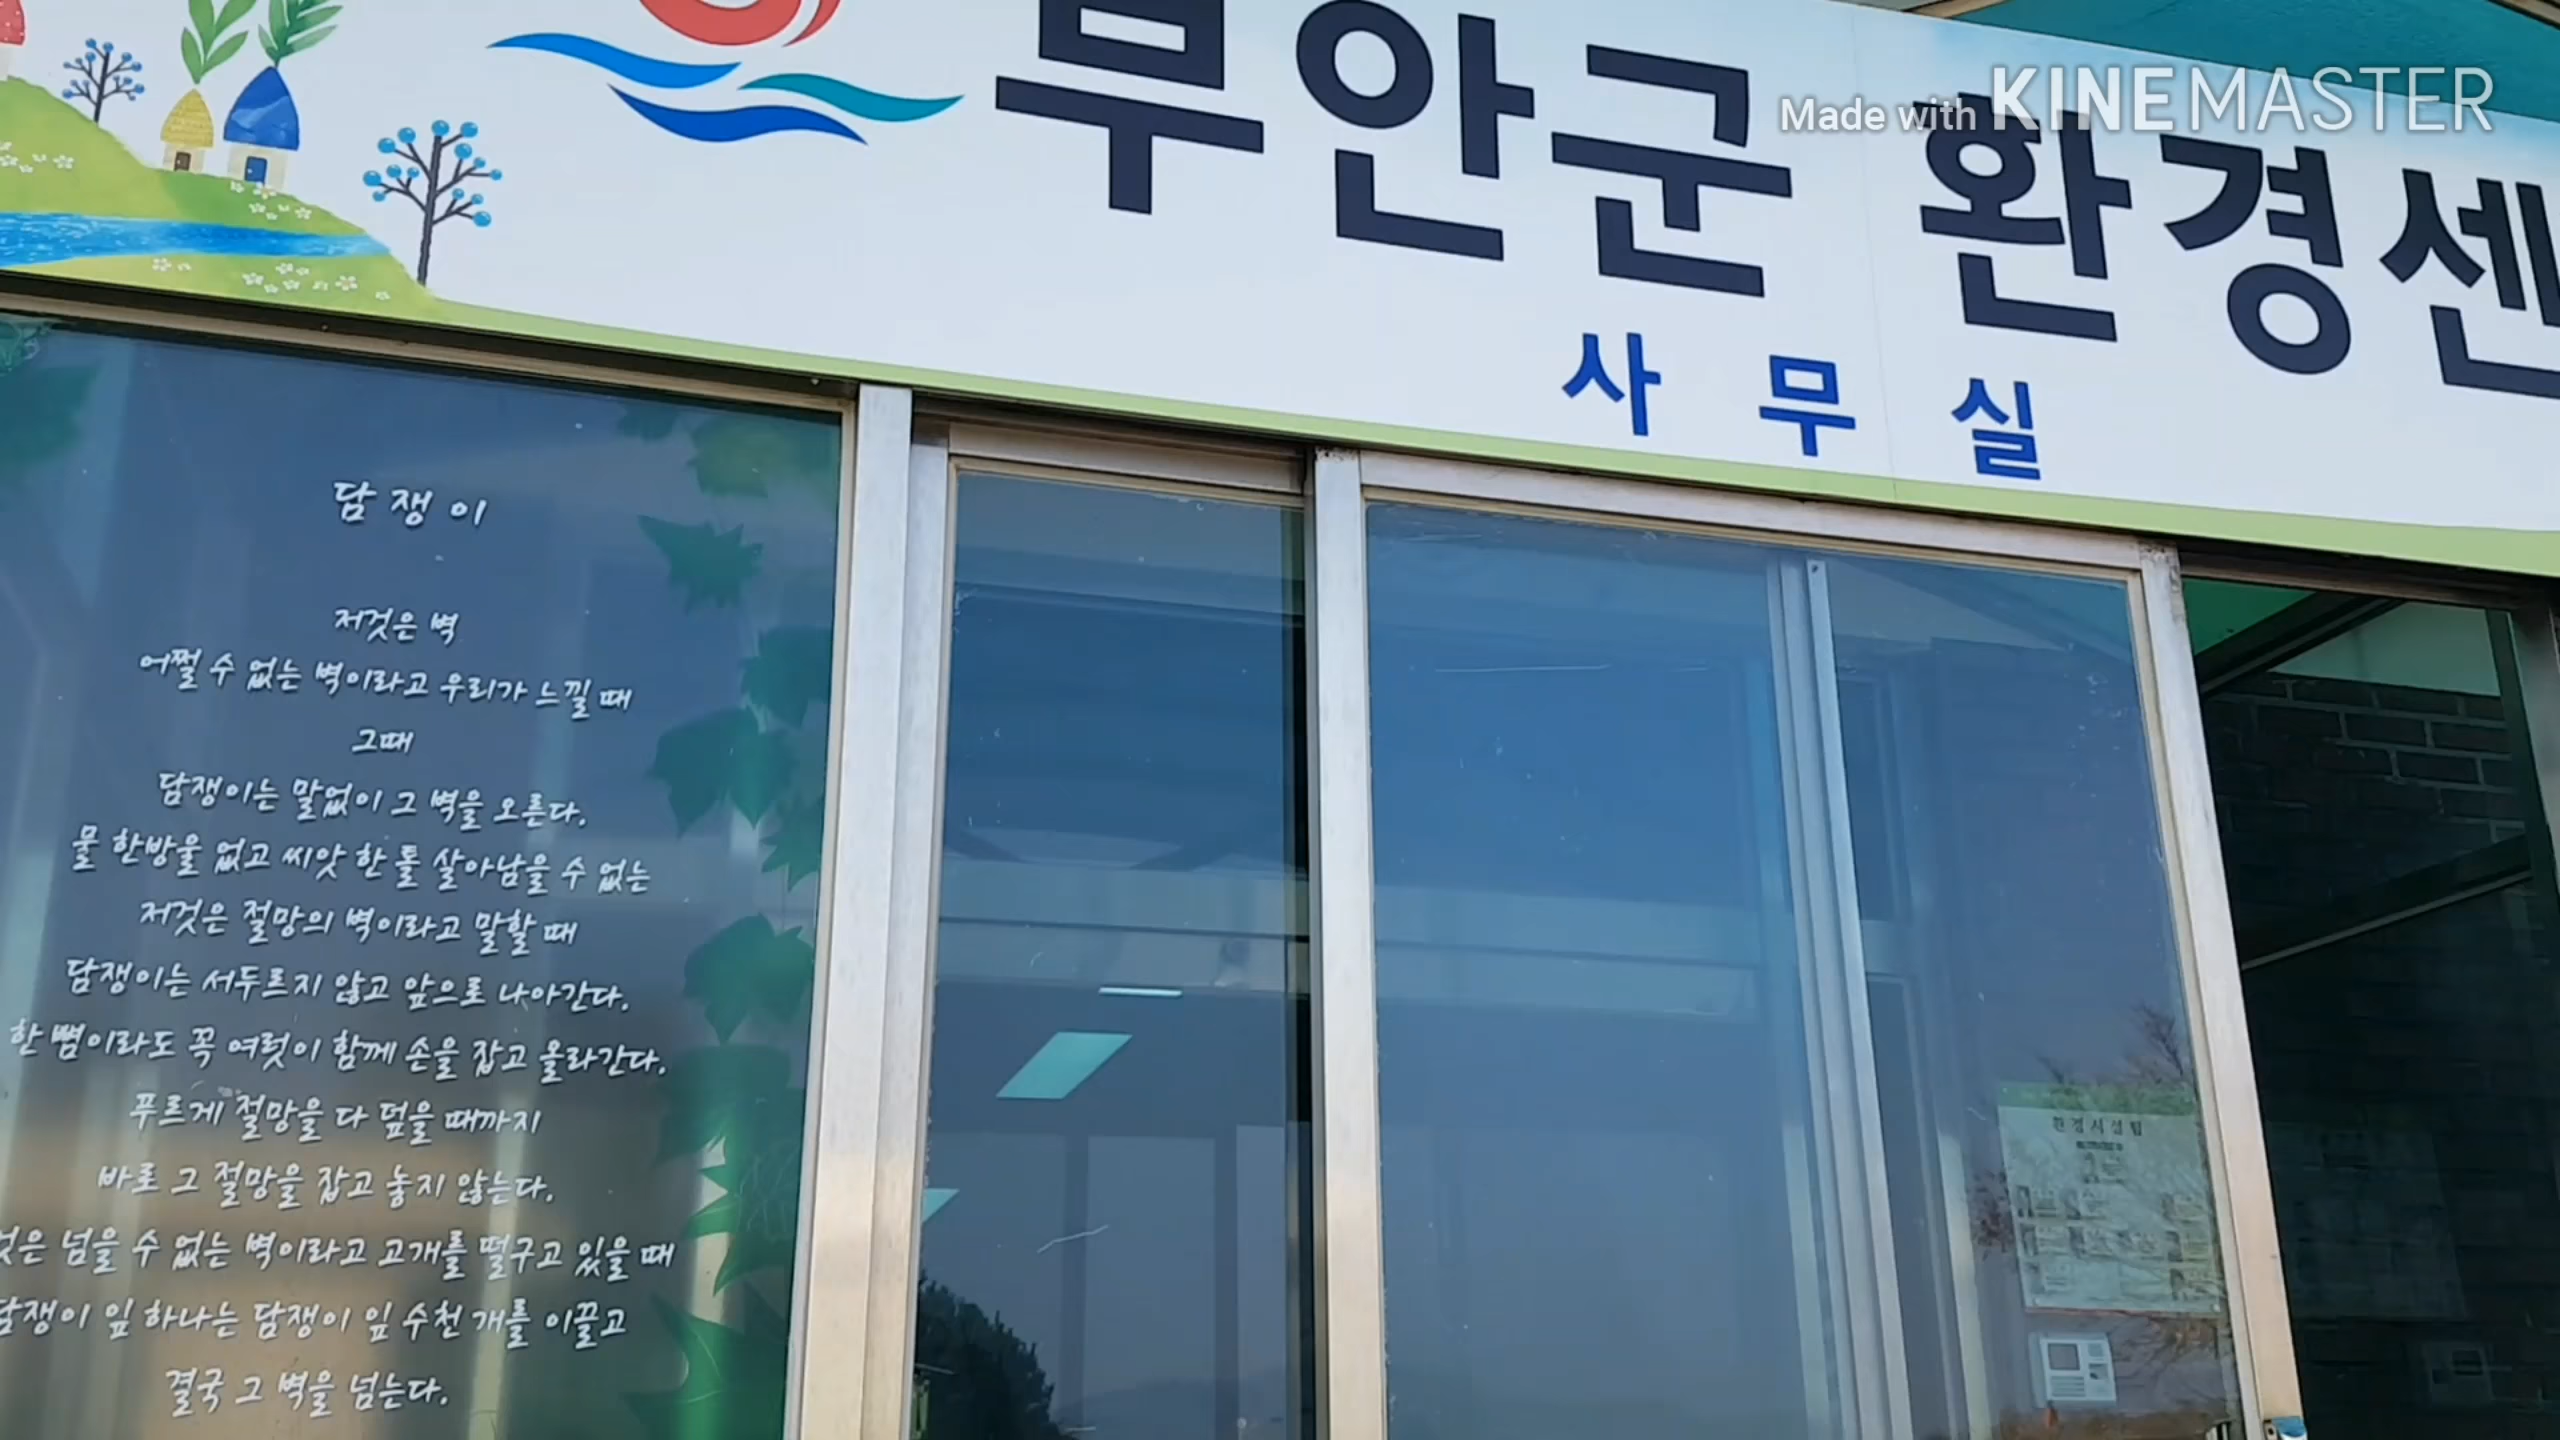 Made with KINEMASTER
무안군 환경센
사무실
담쟁이
저것은 벽
어쩔 수 없는 벽이라고 우리가 느낄 때
그때
담쟁이는 말없이 그 벽을 오른다.
물 한방울 없고 씨앗 한 톨 살아남을 수 없는
저것은 절망의 벽이라고 말할 때
담쟁이는 서두르지 않고 앞으로 나아간다.
한 뼘이라도 꼭 여럿이 함께 손을 잡고 올라간다.
푸르게 절망을 다 덮을 때까지
바로 그 절망을 잡고 놓지 않는다.
것은 넘을 수 없는 벽이라고 고개를 떨구고 있을 때
담쟁이 잎 하나는 담쟁이 잎 수천 개를 이끌고
결국 그 벽을 넘는다.
환경시설팀